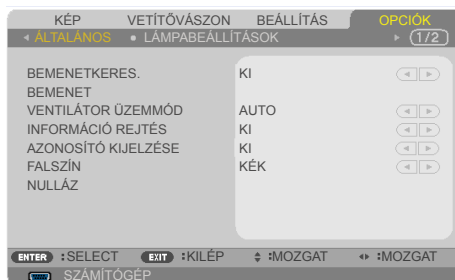 KÉP VETÍTŐVÁSZON BEÁLLÍTÁS OPCIÓK
ÁLTALÁNOS • LÁMPABEÁLLÍTÁSOK 1/2
BEMENETKERES. KI
BEMENET
VENTILÁTOR ÜZEMMÓD AUTO
INFORMÁCIÓ REJTÉS KI
AZONOSÍTÓ KIJELZÉSE KI
FALSZÍN KÉK
NULLÁZ
ENTER :SELECT EXIT :KILÉP :MOZGAT :MOZGAT
SZÁMÍTÓGÉP